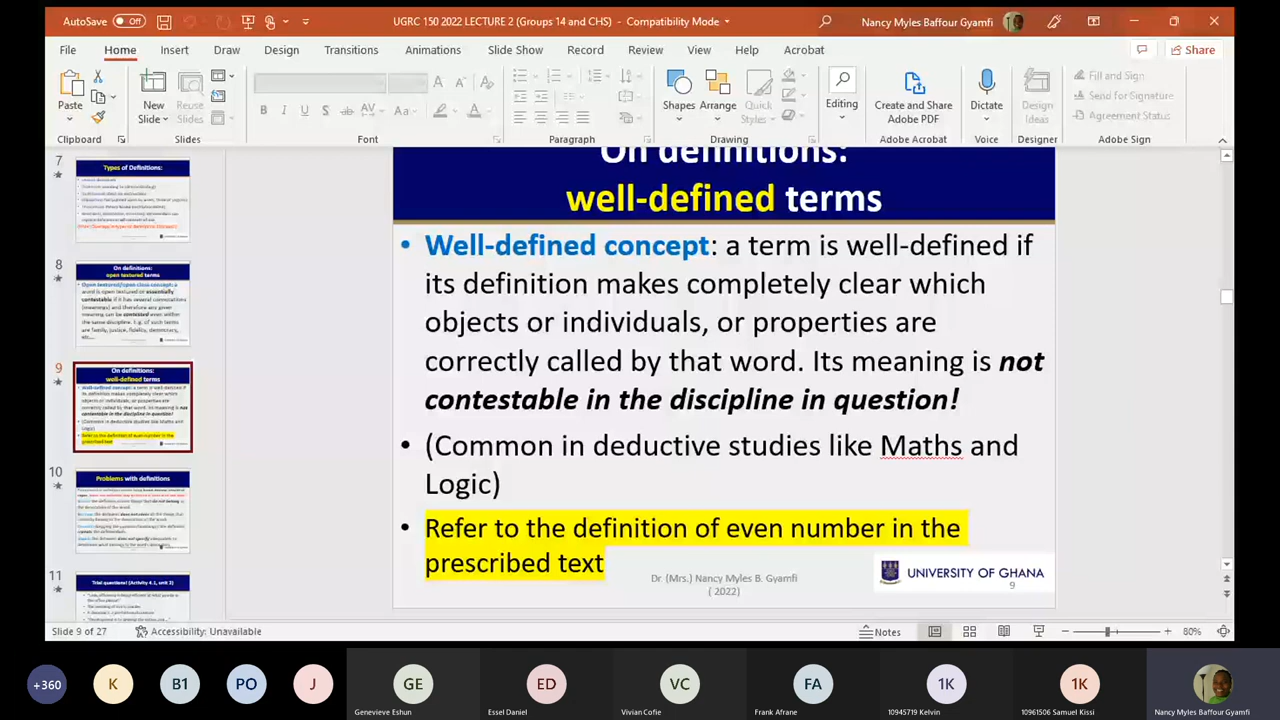 AutoSave Off UGRC 150 2022 LECTURE 2 (Groups 14 and CHS) - Compatibility Mode Nancy Myles Baffour Gyamfi
File Home Insert Draw Design Transitions Animations Slide Show Record Review View Help Acrobat Share
Paste New Slide Reuse Slides Shapes Arrange Quick Styles Editing Create and Share Adobe PDF Dictate Design Ideas
Fill and Sign
Send for Signature
Agreement Status
Clipboard Slides Font Paragraph Drawing Adobe Acrobat Voice Designer Adobe Sign
7
Types of Definitions:
8
On definitions:
open textured terms
9
On definitions:
well-defined terms
10
Problems with definitions
11
Trial questions! (Activity 4.1, unit 2)
On definitions:
well-defined terms
• Well-defined concept: a term is well-defined if
its definition makes completely clear which
objects or individuals, or properties are
correctly called by that word. Its meaning is not
contestable in the discipline in question!
• (Common in deductive studies like Maths and
Logic)
• Refer to the definition of even number in the
prescribed text
Dr. (Mrs.) Nancy Myles B. Gyamfi
( 2022)
UNIVERSITY OF GHANA
9
Slide 9 of 27 Accessibility: Unavailable Notes 80%
+360 K B1 PO J GE ED VC FA 1K 1K
Genevieve Eshun Essel Daniel Vivian Cofie Frank Afrane 10945719 Kelvin 10961506 Samuel Kissi Nancy Myles Baffour Gyamfi